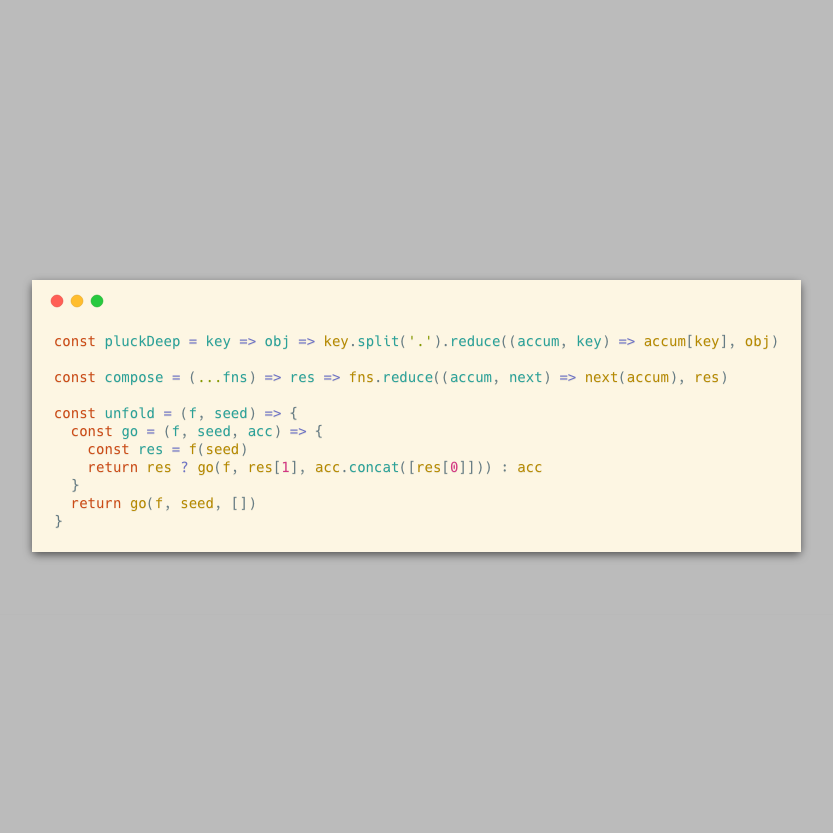 const pluckDeep = key => obj => key.split('.').reduce((accum, key) => accum[key], obj)
const compose = (...fns) => res => fns.reduce((accum, next) => next(accum), res)
const unfold = (f, seed) => {
  const go = (f, seed, acc) => {
    const res = f(seed)
    return res ? go(f, res[1], acc.concat([res[0]])) : acc
  }
  return go(f, seed, [])
}